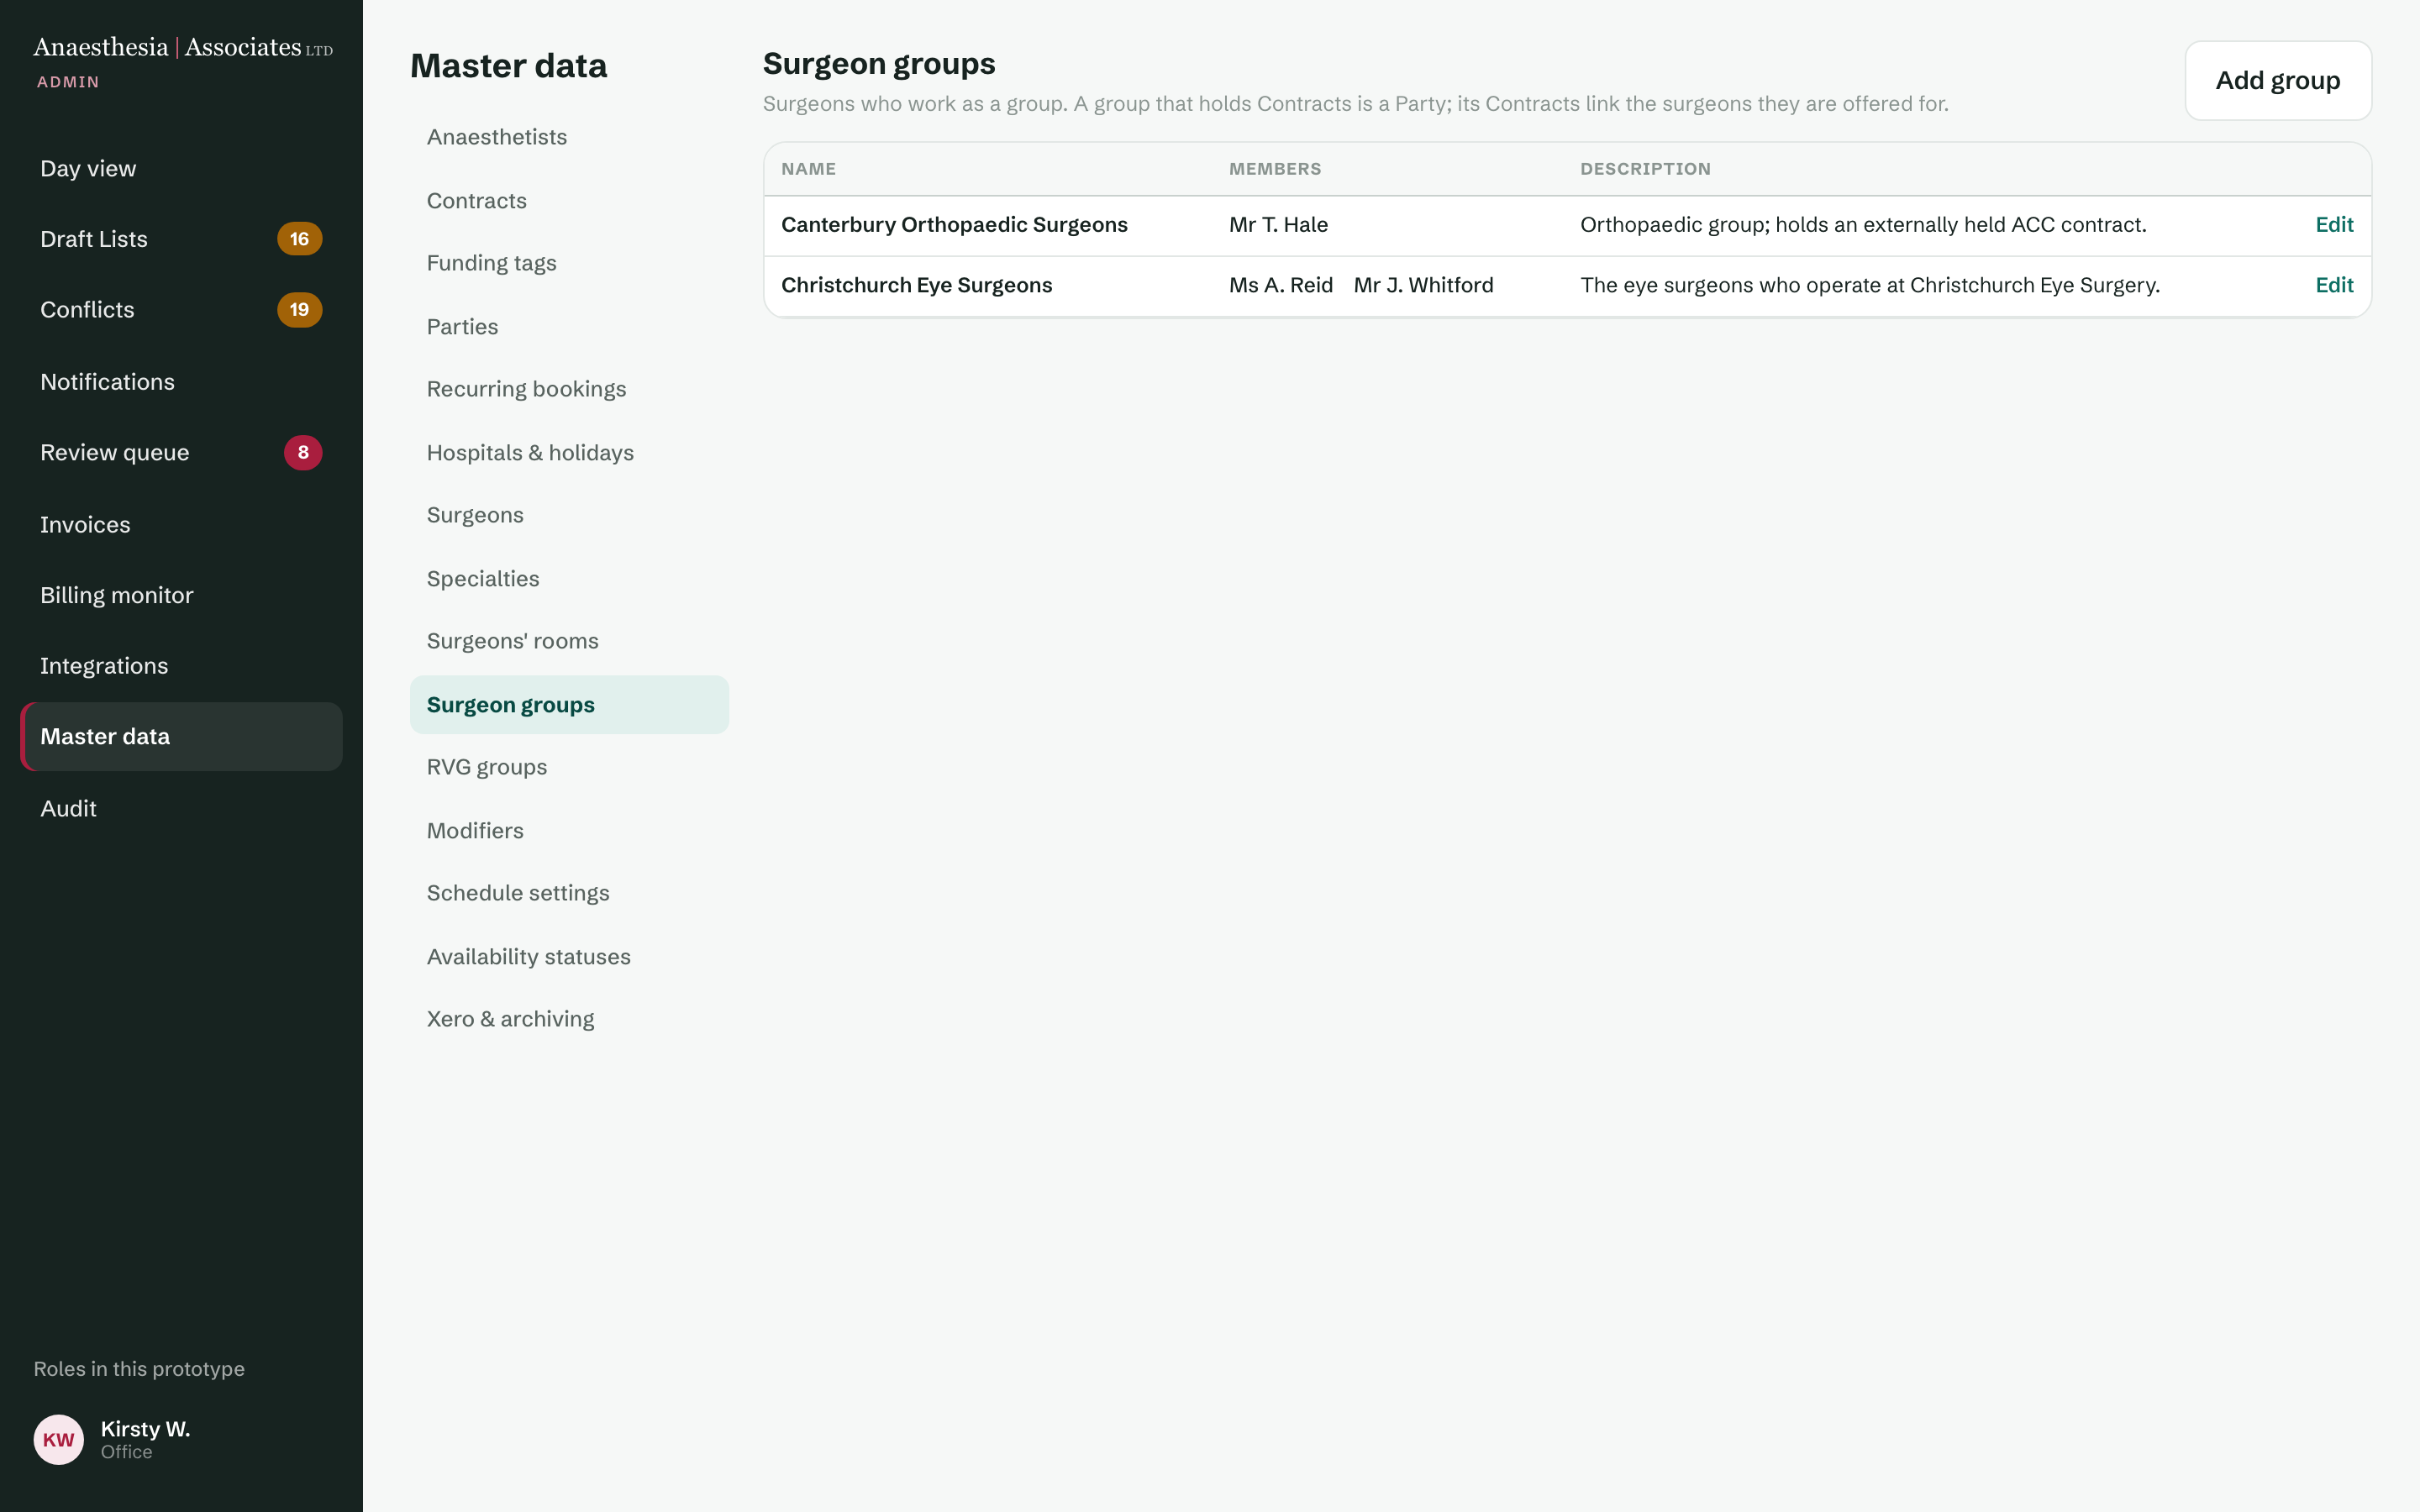 Anaesthesia | Associates LTD
ADMIN
Day view
Draft Lists 16
Conflicts 19
Notifications
Review queue 8
Invoices
Billing monitor
Integrations
Master data
Audit
Roles in this prototype
KW
Kirsty W.
Office
Master data
Anaesthetists
Contracts
Funding tags
Parties
Recurring bookings
Hospitals & holidays
Surgeons
Specialties
Surgeons' rooms
Surgeon groups
RVG groups
Modifiers
Schedule settings
Availability statuses
Xero & archiving
Surgeon groups
Surgeons who work as a group. A group that holds Contracts is a Party; its Contracts link the surgeons they are offered for.
Add group
NAME MEMBERS DESCRIPTION
Canterbury Orthopaedic Surgeons Mr T. Hale Orthopaedic group; holds an externally held ACC contract. Edit
Christchurch Eye Surgeons Ms A. Reid Mr J. Whitford The eye surgeons who operate at Christchurch Eye Surgery. Edit